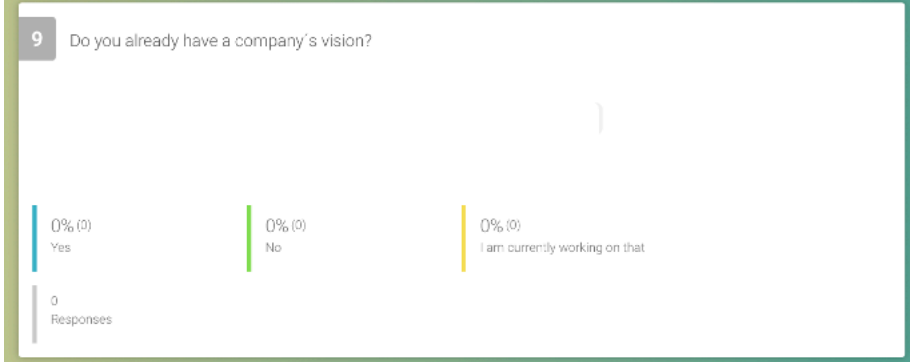 9 Do you already have a company´s vision?
0% (0)
Yes
0% (0)
No
0% (0)
I am currently working on that
0
Responses